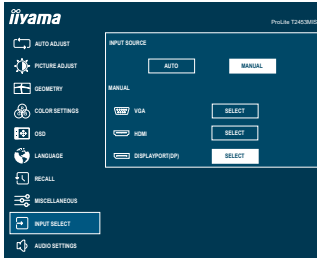 iiyama
ProLite T2453MIS
AUTO ADJUST
PICTURE ADJUST
GEOMETRY
COLOR SETTINGS
OSD
LANGUAGE
RECALL
MISCELLANEOUS
INPUT SELECT
AUDIO SETTINGS
INPUT SOURCE
AUTO
MANUAL
MANUAL
VGA SELECT
HDMI SELECT
DISPLAYPORT(DP) SELECT